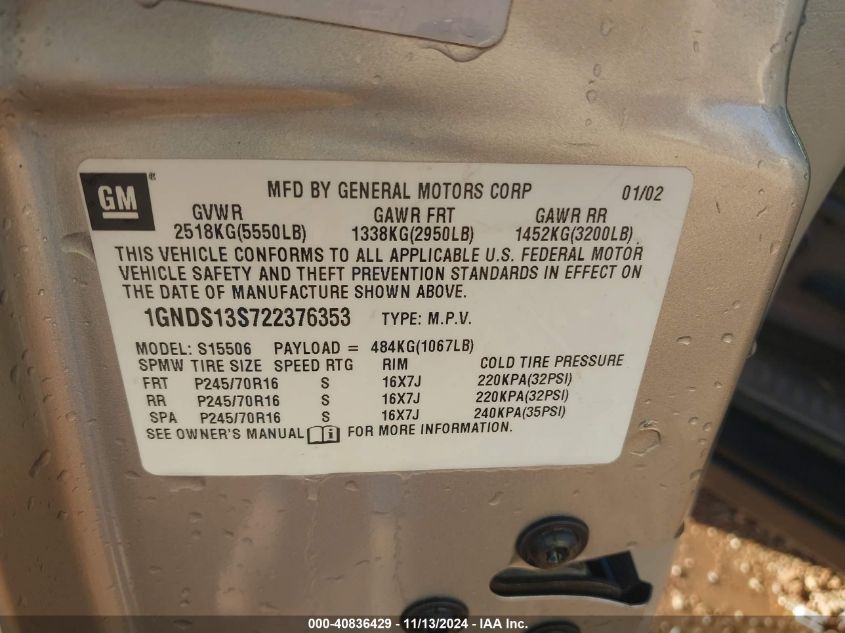 GM ® MFD BY GENERAL MOTORS CORP 01/02
GVWR GAWR FRT GAWR RR
2518KG(5550LB) 1338KG(2950LB) 1452KG(3200LB)
THIS VEHICLE CONFORMS TO ALL APPLICABLE U.S. FEDERAL MOTOR
VEHICLE SAFETY AND THEFT PREVENTION STANDARDS IN EFFECT ON
THE DATE OF MANUFACTURE SHOWN ABOVE.
1GNDS13S722376353 TYPE: M.P.V.
MODEL: S15506 PAYLOAD = 484KG(1067LB)
SPMW TIRE SIZE SPEED RTG RIM COLD TIRE PRESSURE
FRT P245/70R16 S 16X7J 220KPA(32PSI)
RR P245/70R16 S 16X7J 220KPA(32PSI)
SPA P245/70R16 S 16X7J 240KPA(35PSI)
SEE OWNER'S MANUAL i FOR MORE INFORMATION.
000-40836429 - 11/13/2024 - IAA Inc.